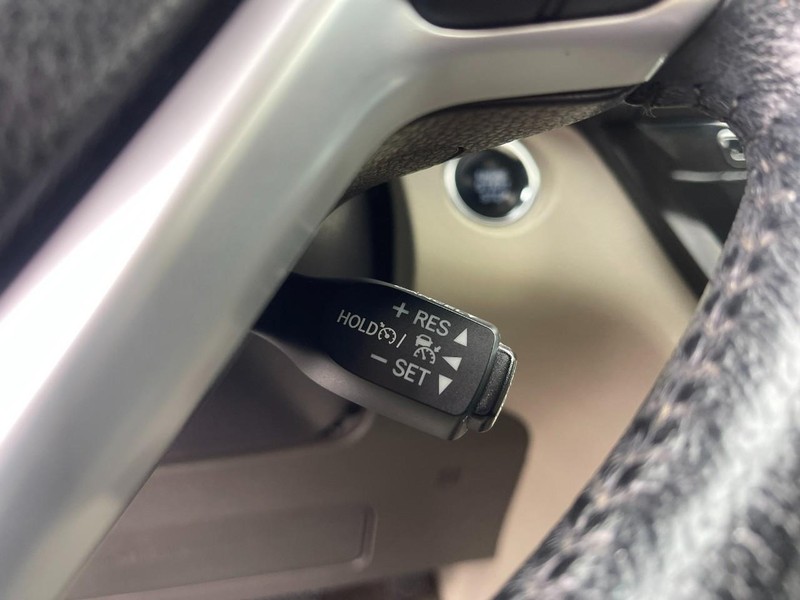 + RES
HOLD /
− SET